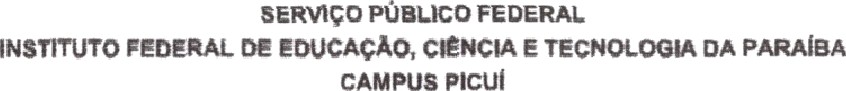 SERVIÇO PÚBLICO FEDERAL
INSTITUTO FEDERAL DE EDUCAÇÃO, CIÊNCIA E TECNOLOGIA DA PARAÍBA
CAMPUS PICUÍ